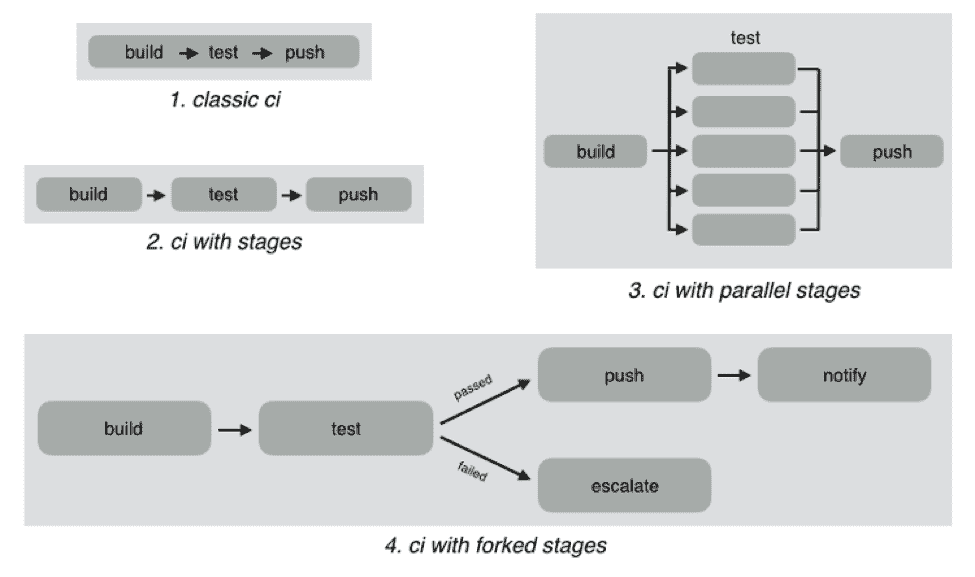 build test push
1. classic ci
build test push
2. ci with stages
test
build push
3. ci with parallel stages
build test passed push notify
failed escalate
4. ci with forked stages